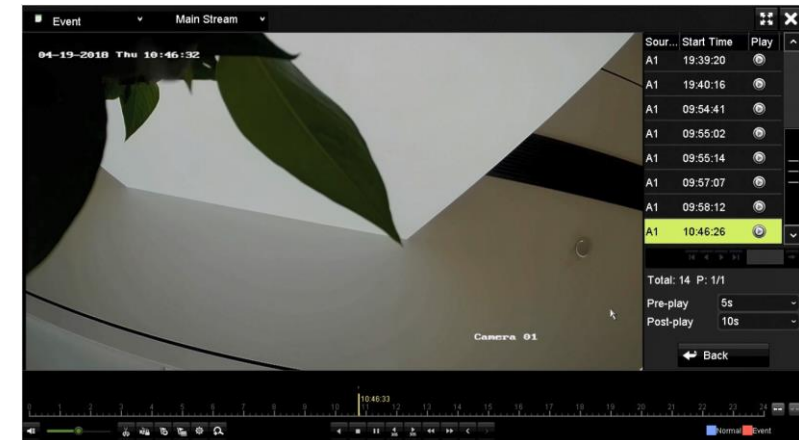 Event
Main Stream
04-19-2018 Thu 10:46:32
Camera 01
Sour... Start Time Play
A1 19:39:20
A1 19:40:16
A1 09:54:41
A1 09:55:02
A1 09:55:14
A1 09:57:07
A1 09:58:12
A1 10:46:26
Total: 14 P: 1/1
Pre-play 5s
Post-play 10s
Back
10:46:33
0 1 2 3 4 5 6 7 8 9 10 11 12 13 14 15 16 17 18 19 20 21 22 23 24
Normal Event